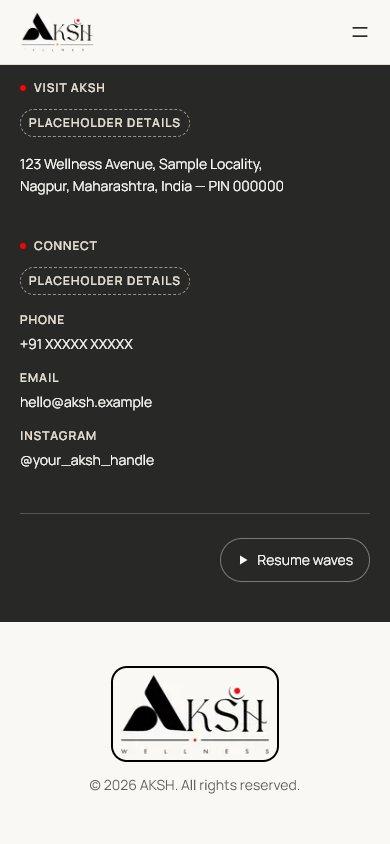 AKSH
WELLNESS
VISIT AKSH
PLACEHOLDER DETAILS
123 Wellness Avenue, Sample Locality,
Nagpur, Maharashtra, India — PIN 000000
CONNECT
PLACEHOLDER DETAILS
PHONE
+91 XXXXX XXXXX
EMAIL
hello@aksh.example
INSTAGRAM
@your_aksh_handle
Resume waves
AKSH
WELLNESS
© 2026 AKSH. All rights reserved.